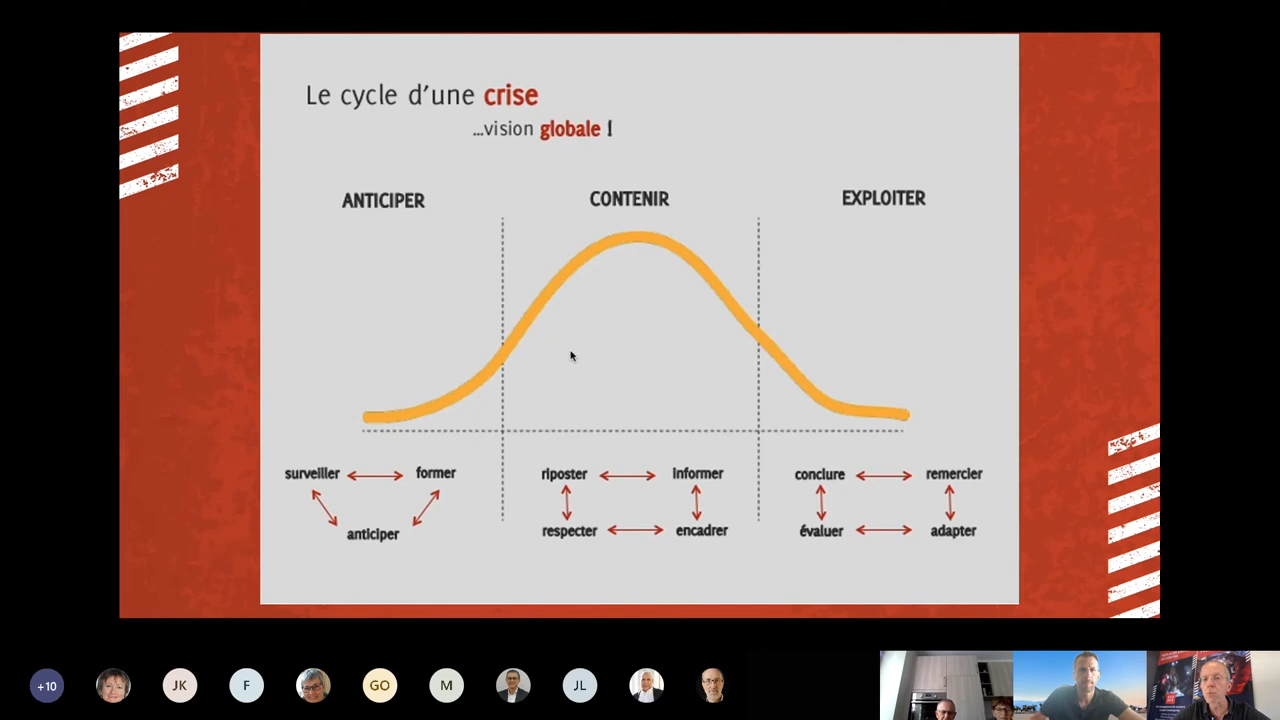 Le cycle d'une crise
...vision globale !
ANTICIPER CONTENIR EXPLOITER
surveiller former riposter informer conclure remercier
anticiper respecter encadrer évaluer adapter
+10 JK F GO M JL